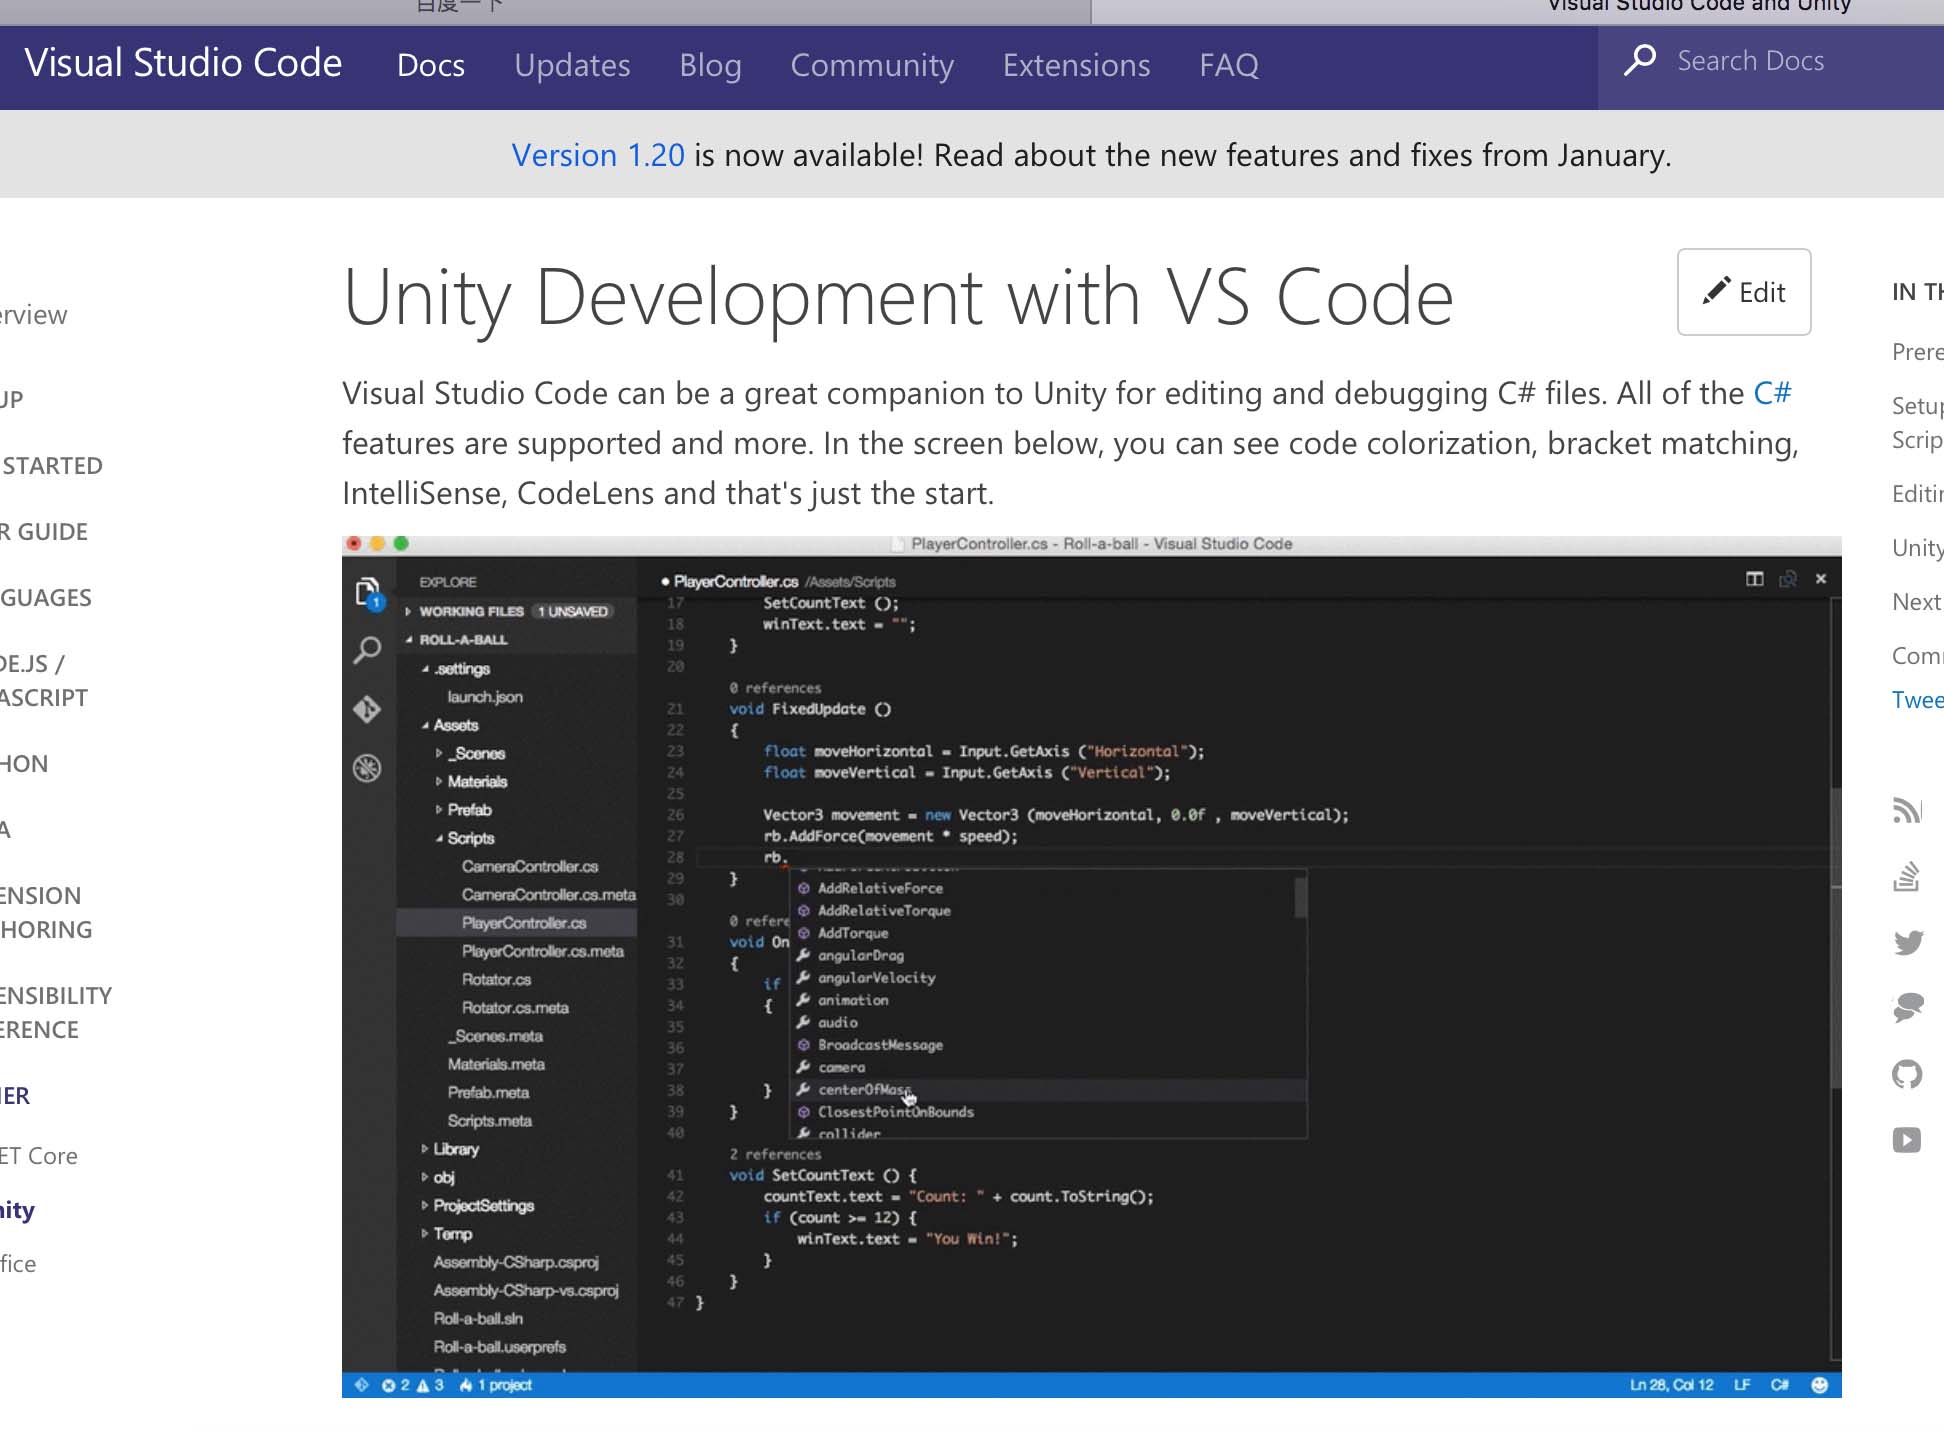 百度一下
Visual Studio Code and Unity
Visual Studio Code Docs Updates Blog Community Extensions FAQ Search Docs
Version 1.20 is now available! Read about the new features and fixes from January.
erview
UP
STARTED
R GUIDE
GUAGES
DE.JS /
ASCRIPT
HON
A
ENSION
HORING
ENSIBILITY
ERENCE
HER
ET Core
nity
fice
Unity Development with VS Code
Edit
Visual Studio Code can be a great companion to Unity for editing and debugging C# files. All of the C#
features are supported and more. In the screen below, you can see code colorization, bracket matching,
IntelliSense, CodeLens and that's just the start.
PlayerController.cs - Roll-a-ball - Visual Studio Code
EXPLORE
1
WORKING FILES 1 UNSAVED
ROLL-A-BALL
.settings
launch.json
Assets
_Scenes
Materials
Prefab
Scripts
CameraController.cs
CameraController.cs.meta
PlayerController.cs
PlayerController.cs.meta
Rotator.cs
Rotator.cs.meta
_Scenes.meta
Materials.meta
Prefab.meta
Scripts.meta
Library
obj
ProjectSettings
Temp
Assembly-CSharp.csproj
Assembly-CSharp-vs.csproj
Roll-a-ball.sln
Roll-a-ball.userprefs
PlayerController.cs /Assets/Scripts
17 SetCountText ();
18 winText.text = "";
19 }
20
0 references
21 void FixedUpdate ()
22 {
23 float moveHorizontal = Input.GetAxis ("Horizontal");
24 float moveVertical = Input.GetAxis ("Vertical");
25
26 Vector3 movement = new Vector3 (moveHorizontal, 0.0f , moveVertical);
27 rb.AddForce(movement * speed);
28 rb.
29 }
30
0 refere
31 void On
32 {
33 if
34 {
35
36
37
38 }
39 }
40
AddRelativeForce
AddRelativeTorque
AddTorque
angularDrag
angularVelocity
animation
audio
BroadcastMessage
camera
centerOfMass
ClosestPointOnBounds
collider
2 references
41 void SetCountText () {
42 countText.text = "Count: " + count.ToString();
43 if (count >= 12) {
44 winText.text = "You Win!";
45 }
46 }
47 }
2 3 1 project
Ln 28, Col 12 LF C#
IN TH
Prere
Setup
Scrip
Editin
Unity
Next
Comm
Twee